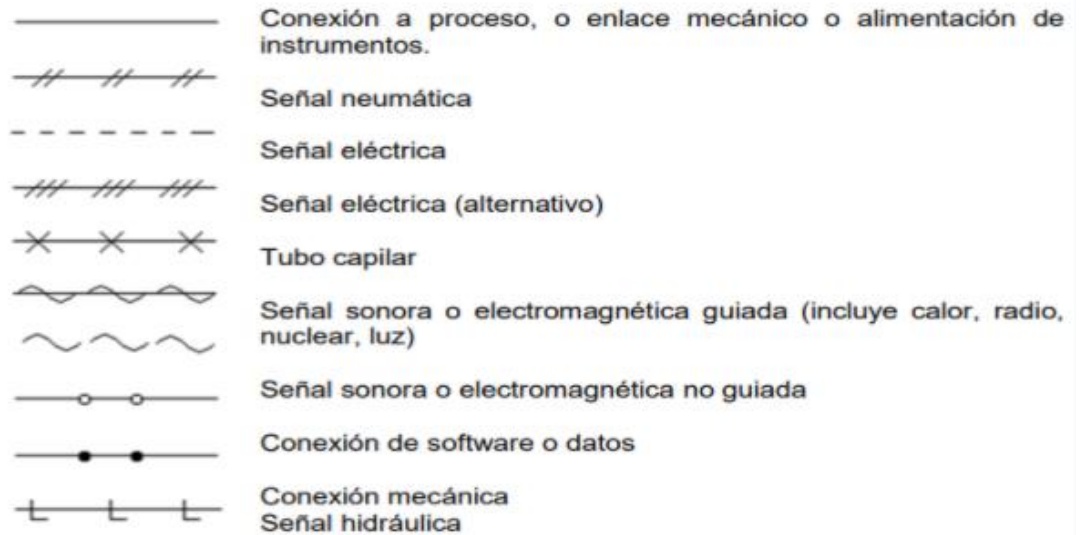 Conexión a proceso, o enlace mecánico o alimentación de
instrumentos.
Señal neumática
Señal eléctrica
Señal eléctrica (alternativo)
Tubo capilar
Señal sonora o electromagnética guiada (incluye calor, radio,
nuclear, luz)
Señal sonora o electromagnética no guiada
Conexión de software o datos
Conexión mecánica
Señal hidráulica